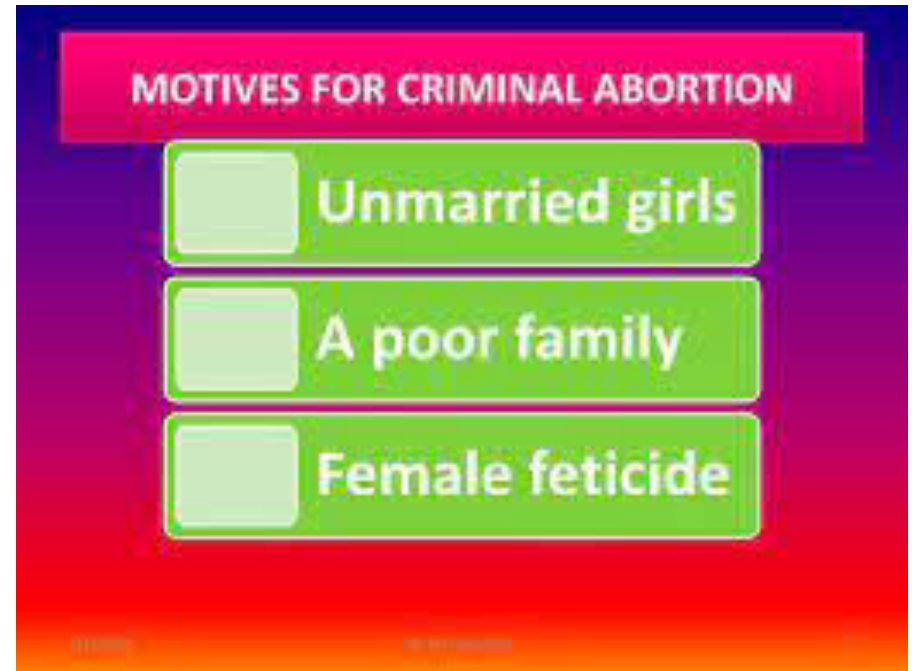 MOTIVES FOR CRIMINAL ABORTION
Unmarried girls
A poor family
Female feticide